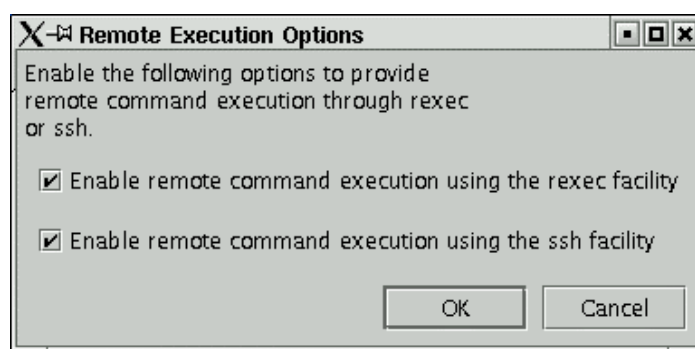 Remote Execution Options
Enable the following options to provide
remote command execution through rexec
or ssh.
Enable remote command execution using the rexec facility
Enable remote command execution using the ssh facility
OK Cancel